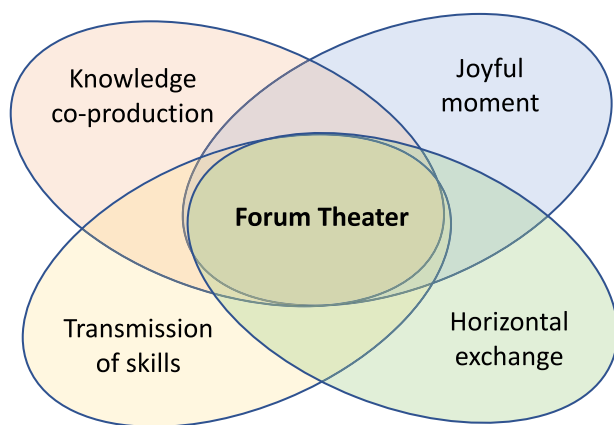 Knowledge
co-production
Joyful
moment
Forum Theater
Transmission
of skills
Horizontal
exchange